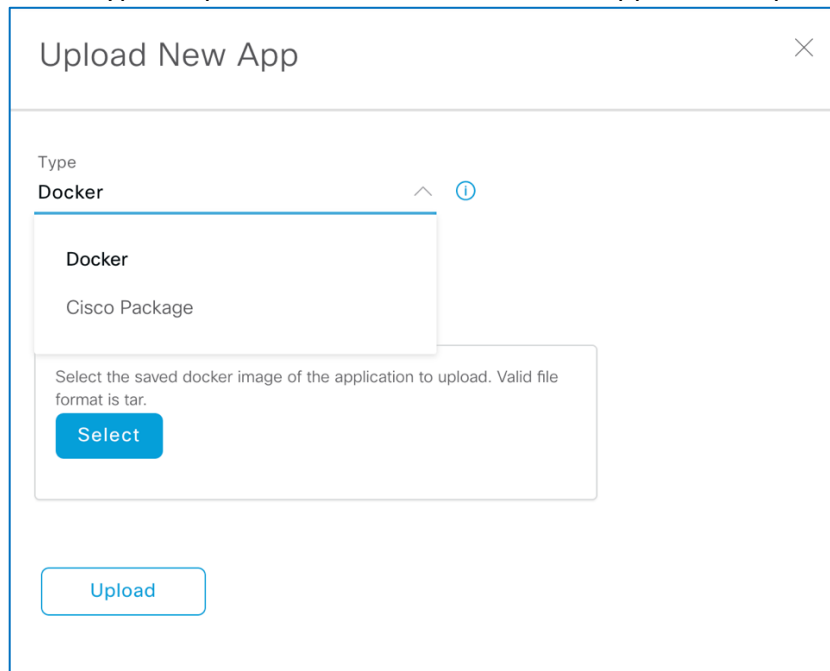 Upload New App
Type
Docker
Docker
Cisco Package
Select the saved docker image of the application to upload. Valid file
format is tar.
Select
Upload